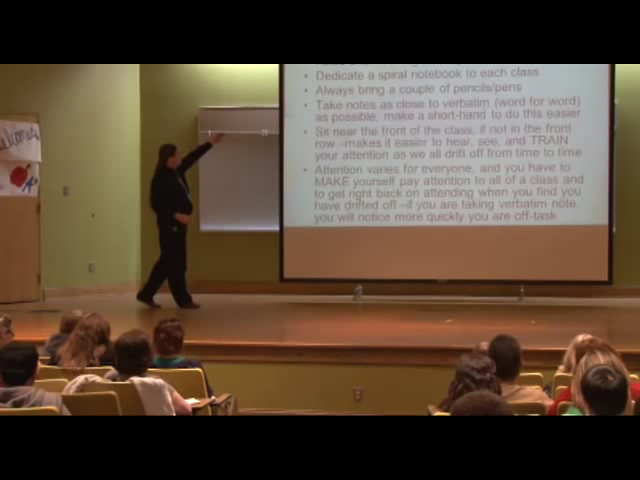 • Dedicate a spiral notebook to each class
• Always bring a couple of pencils/pens
• Take notes as close to verbatim (word for word)
as possible; make a short-hand to do this easier
• Sit near the front of the class, if not in the front
row –makes it easier to hear, see, and TRAIN
your attention as we all drift off from time to time
• Attention varies for everyone, and you have to
MAKE yourself pay attention to all of a class and
to get right back on attending when you find you
have drifted off –if you are taking verbatim note,
you will notice more quickly you are off-task